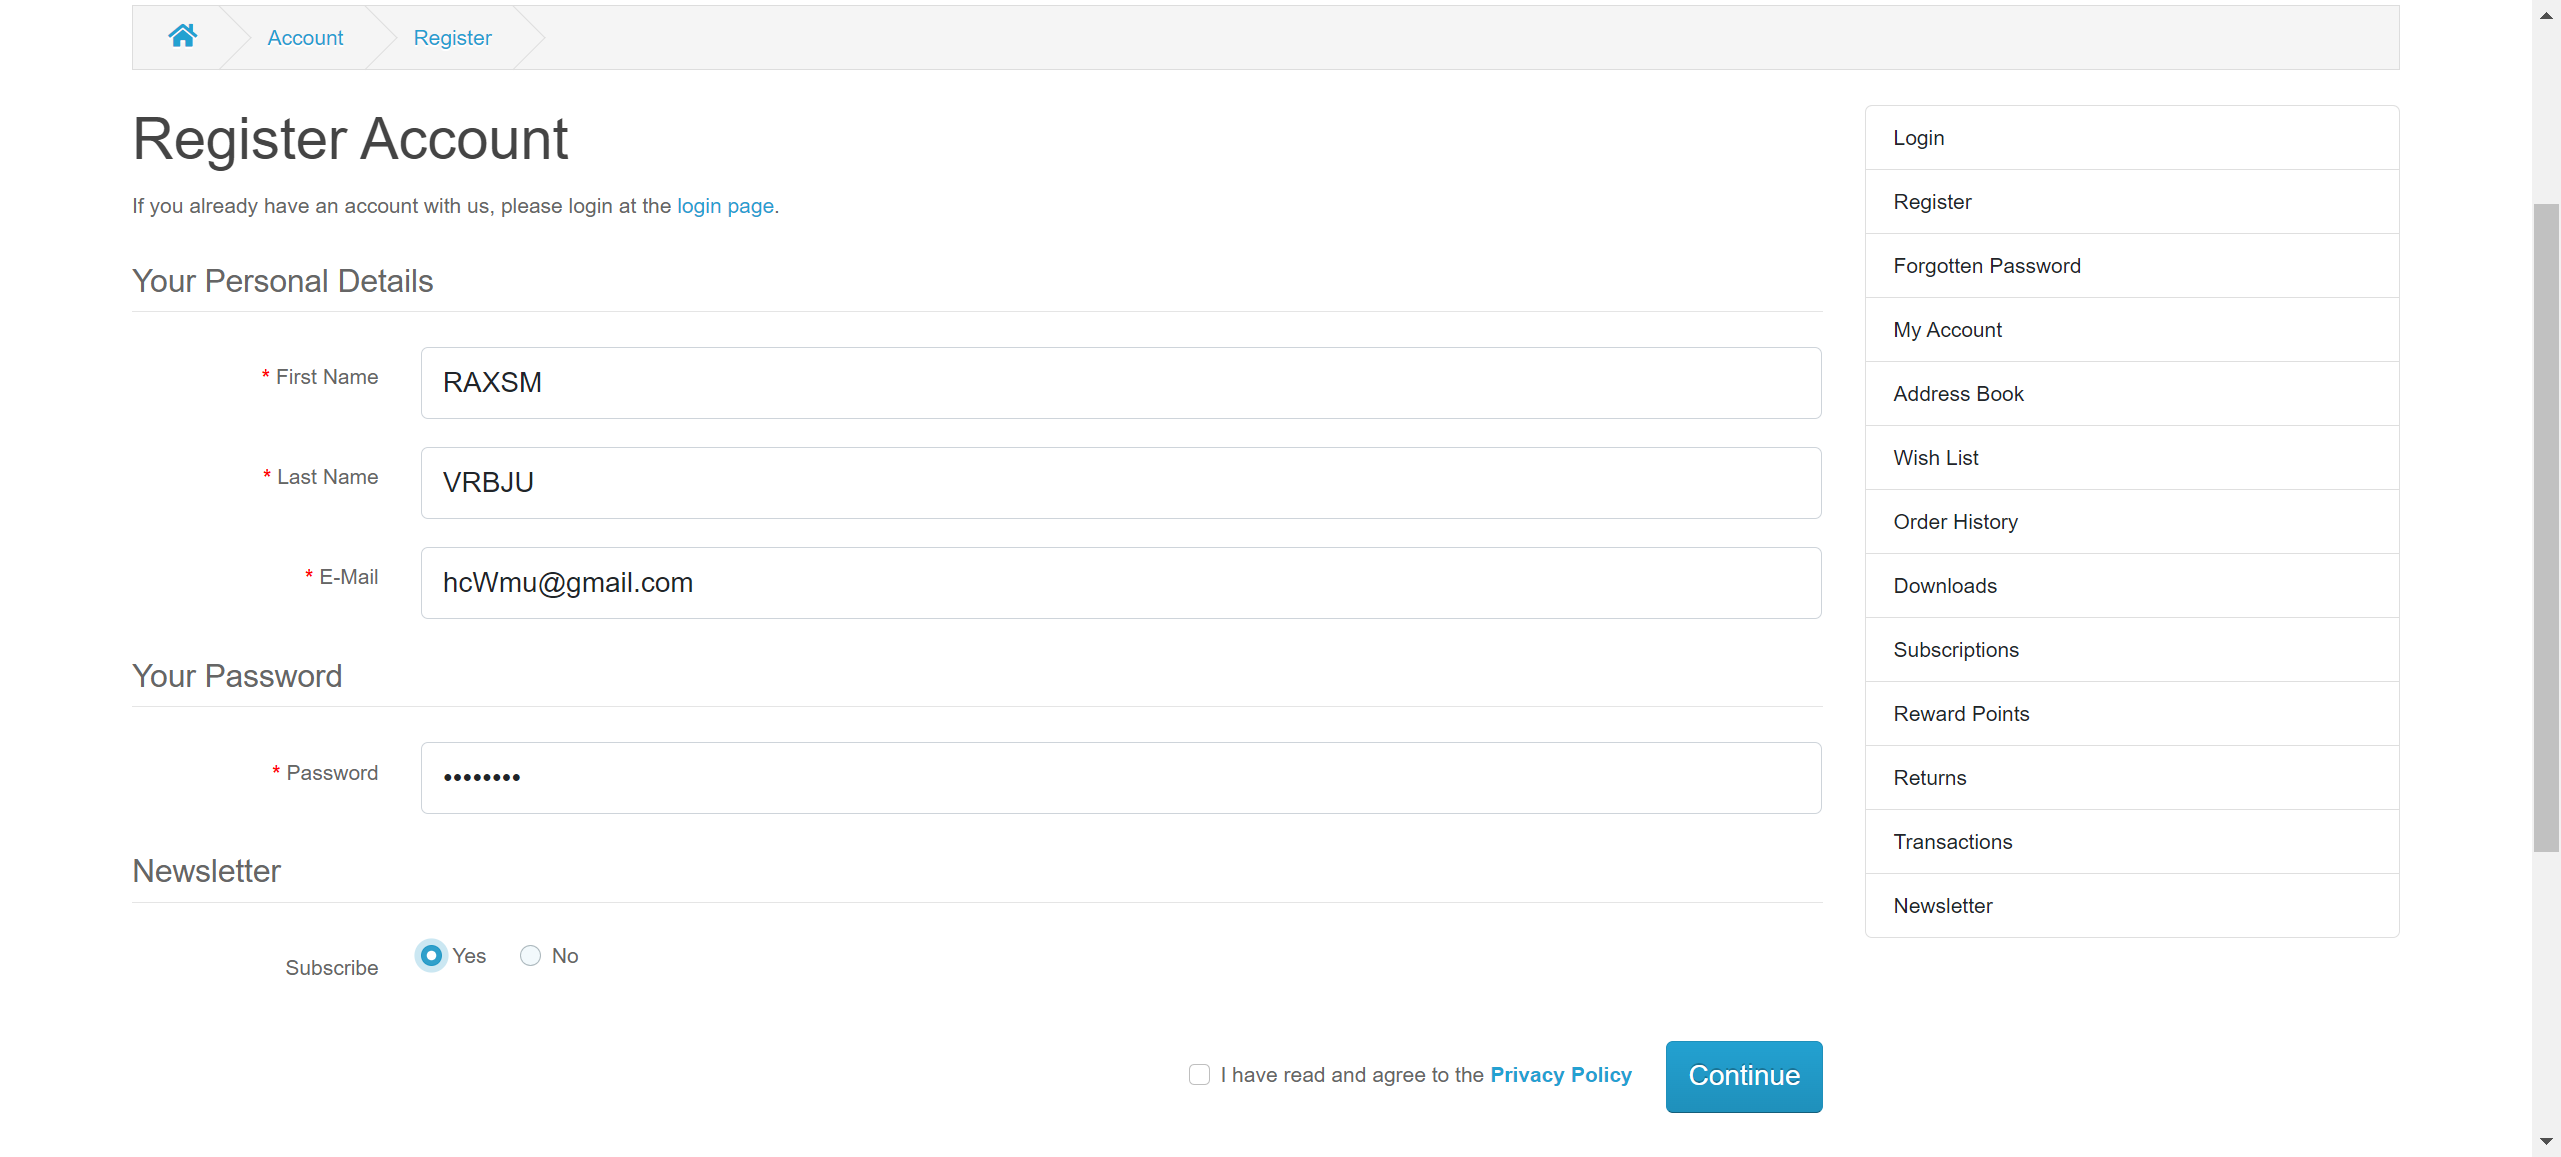 Account
Register
Register Account
If you already have an account with us, please login at the login page.
Your Personal Details
* First Name
RAXSM
* Last Name
VRBJU
* E-Mail
hcWmu@gmail.com
Your Password
* Password
••••••••
Newsletter
Subscribe
Yes
No
I have read and agree to the Privacy Policy
Continue
Login
Register
Forgotten Password
My Account
Address Book
Wish List
Order History
Downloads
Subscriptions
Reward Points
Returns
Transactions
Newsletter